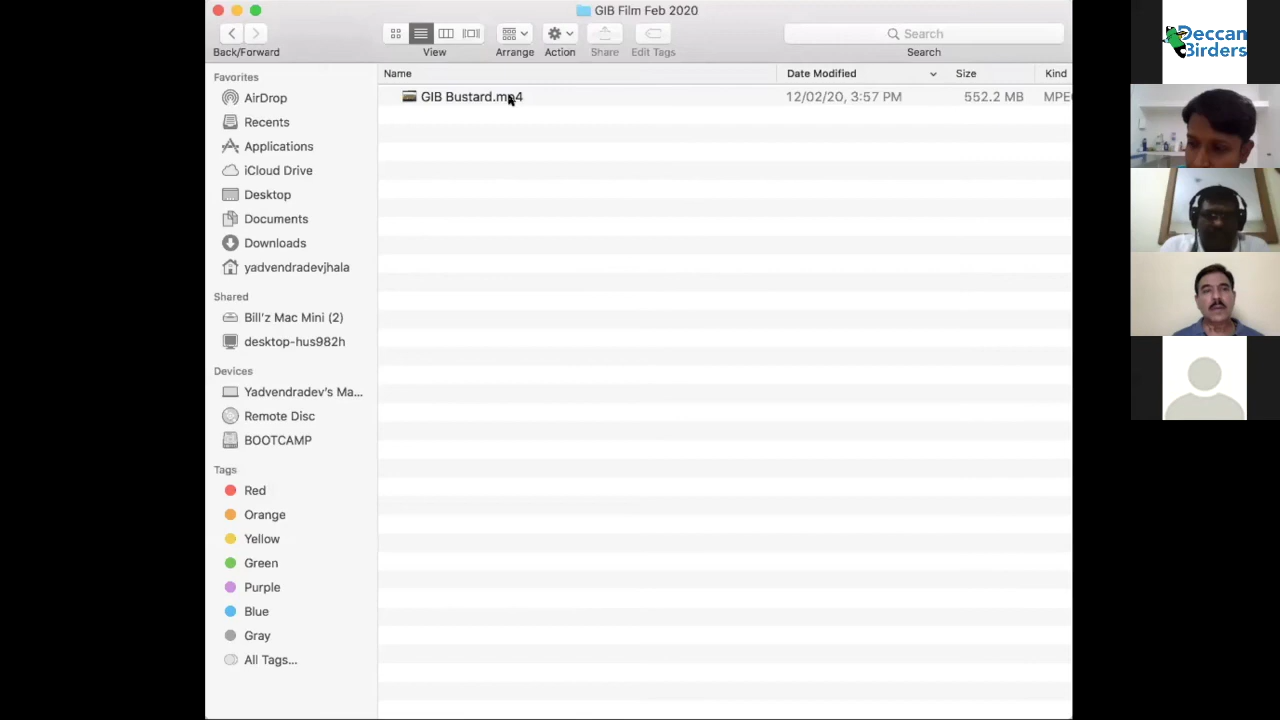 GIB Film Feb 2020
Search
Back/Forward
View
Arrange
Action
Share
Edit Tags
Search
Favorites
AirDrop
Recents
Applications
iCloud Drive
Desktop
Documents
Downloads
yadvendradevjhala
Shared
Bill'z Mac Mini (2)
desktop-hus982h
Devices
Yadvendradev's Ma...
Remote Disc
BOOTCAMP
Tags
Red
Orange
Yellow
Green
Purple
Blue
Gray
All Tags...
Name
Date Modified
Size
Kind
GIB Bustard.mp4
12/02/20, 3:57 PM
552.2 MB
MPE
Deccan
Birders